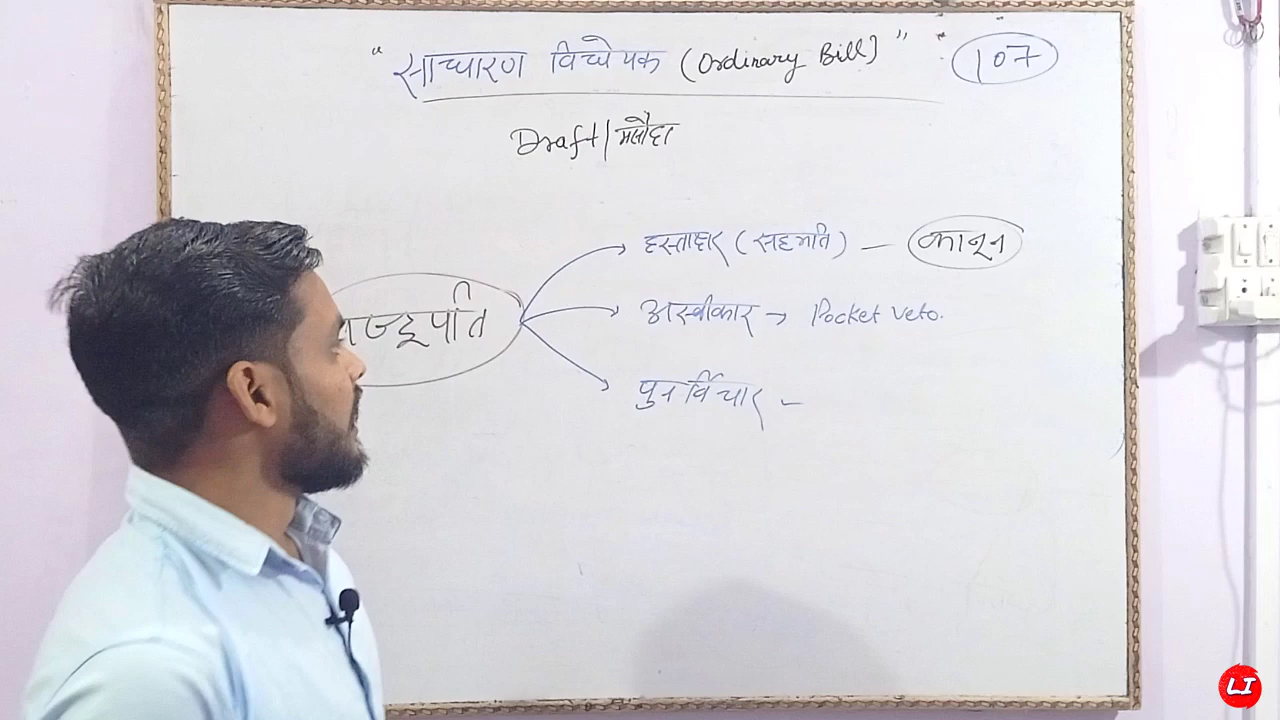 "साधारण विधेयक (Ordinary Bill)" 107
Draft/मसौदा
हस्ताक्षर (सहमति) — कानून
अस्वीकार → Pocket veto.
पुनर्विचार -
LI